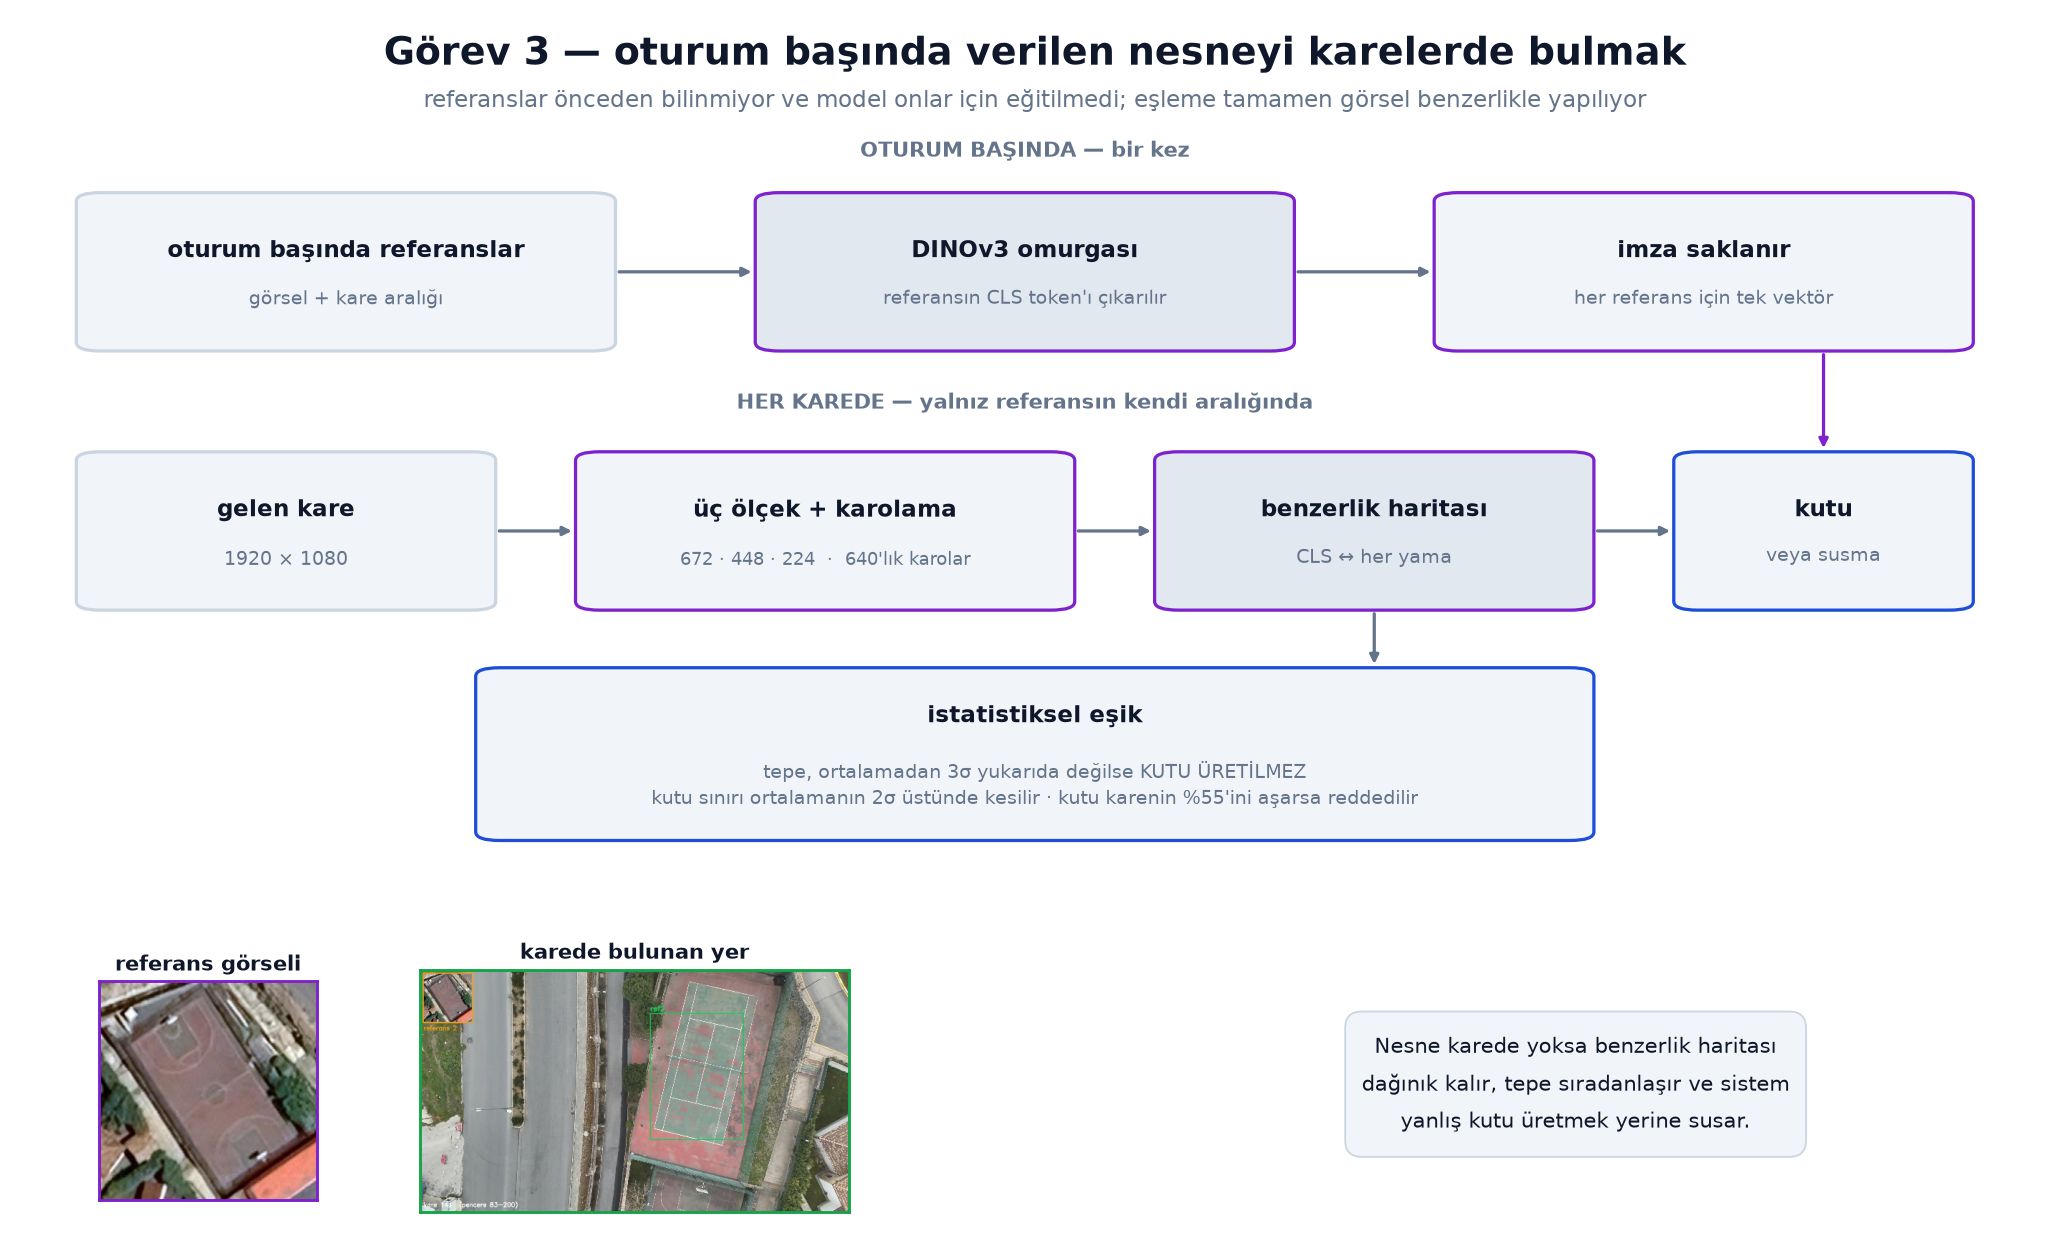 Görev 3 — oturum başında verilen nesneyi karelerde bulmak
referanslar önceden bilinmiyor ve model onlar için eğitilmedi; eşleme tamamen görsel benzerlikle yapılıyor
OTURUM BAŞINDA — bir kez
oturum başında referanslar
görsel + kare aralığı
DINOv3 omurgası
referansın CLS token'ı çıkarılır
imza saklanır
her referans için tek vektör
HER KAREDE — yalnız referansın kendi aralığında
gelen kare
1920 × 1080
üç ölçek + karolama
672 · 448 · 224 · 640'lık karolar
benzerlik haritası
CLS ↔ her yama
kutu
veya susma
istatistiksel eşik
tepe, ortalamadan 3σ yukarıda değilse KUTU ÜRETİLMEZ
kutu sınırı ortalamanın 2σ üstünde kesilir · kutu karenin %55'ini aşarsa reddedilir
referans görseli
karede bulunan yer
referans 2
ref2
(pencere 83-200)
Nesne karede yoksa benzerlik haritası
dağınık kalır, tepe sıradanlaşır ve sistem
yanlış kutu üretmek yerine susar.